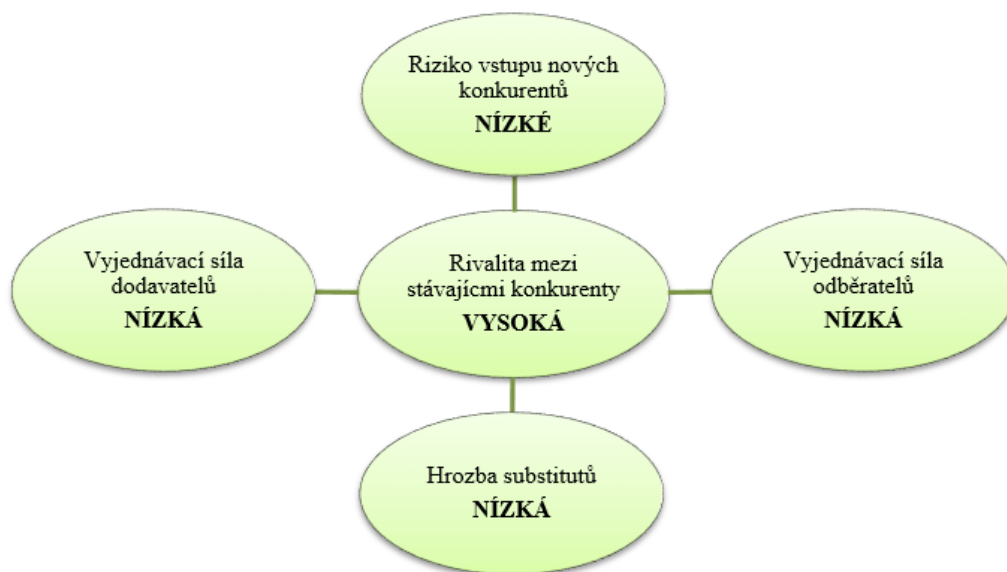 Riziko vstupu nových
konkurentů
NÍZKÉ
Vyjednávací síla
dodavatelů
NÍZKÁ
Rivalita mezi
stávajícmi konkurenty
VYSOKÁ
Vyjednávací síla
odběratelů
NÍZKÁ
Hrozba substitutů
NÍZKÁ